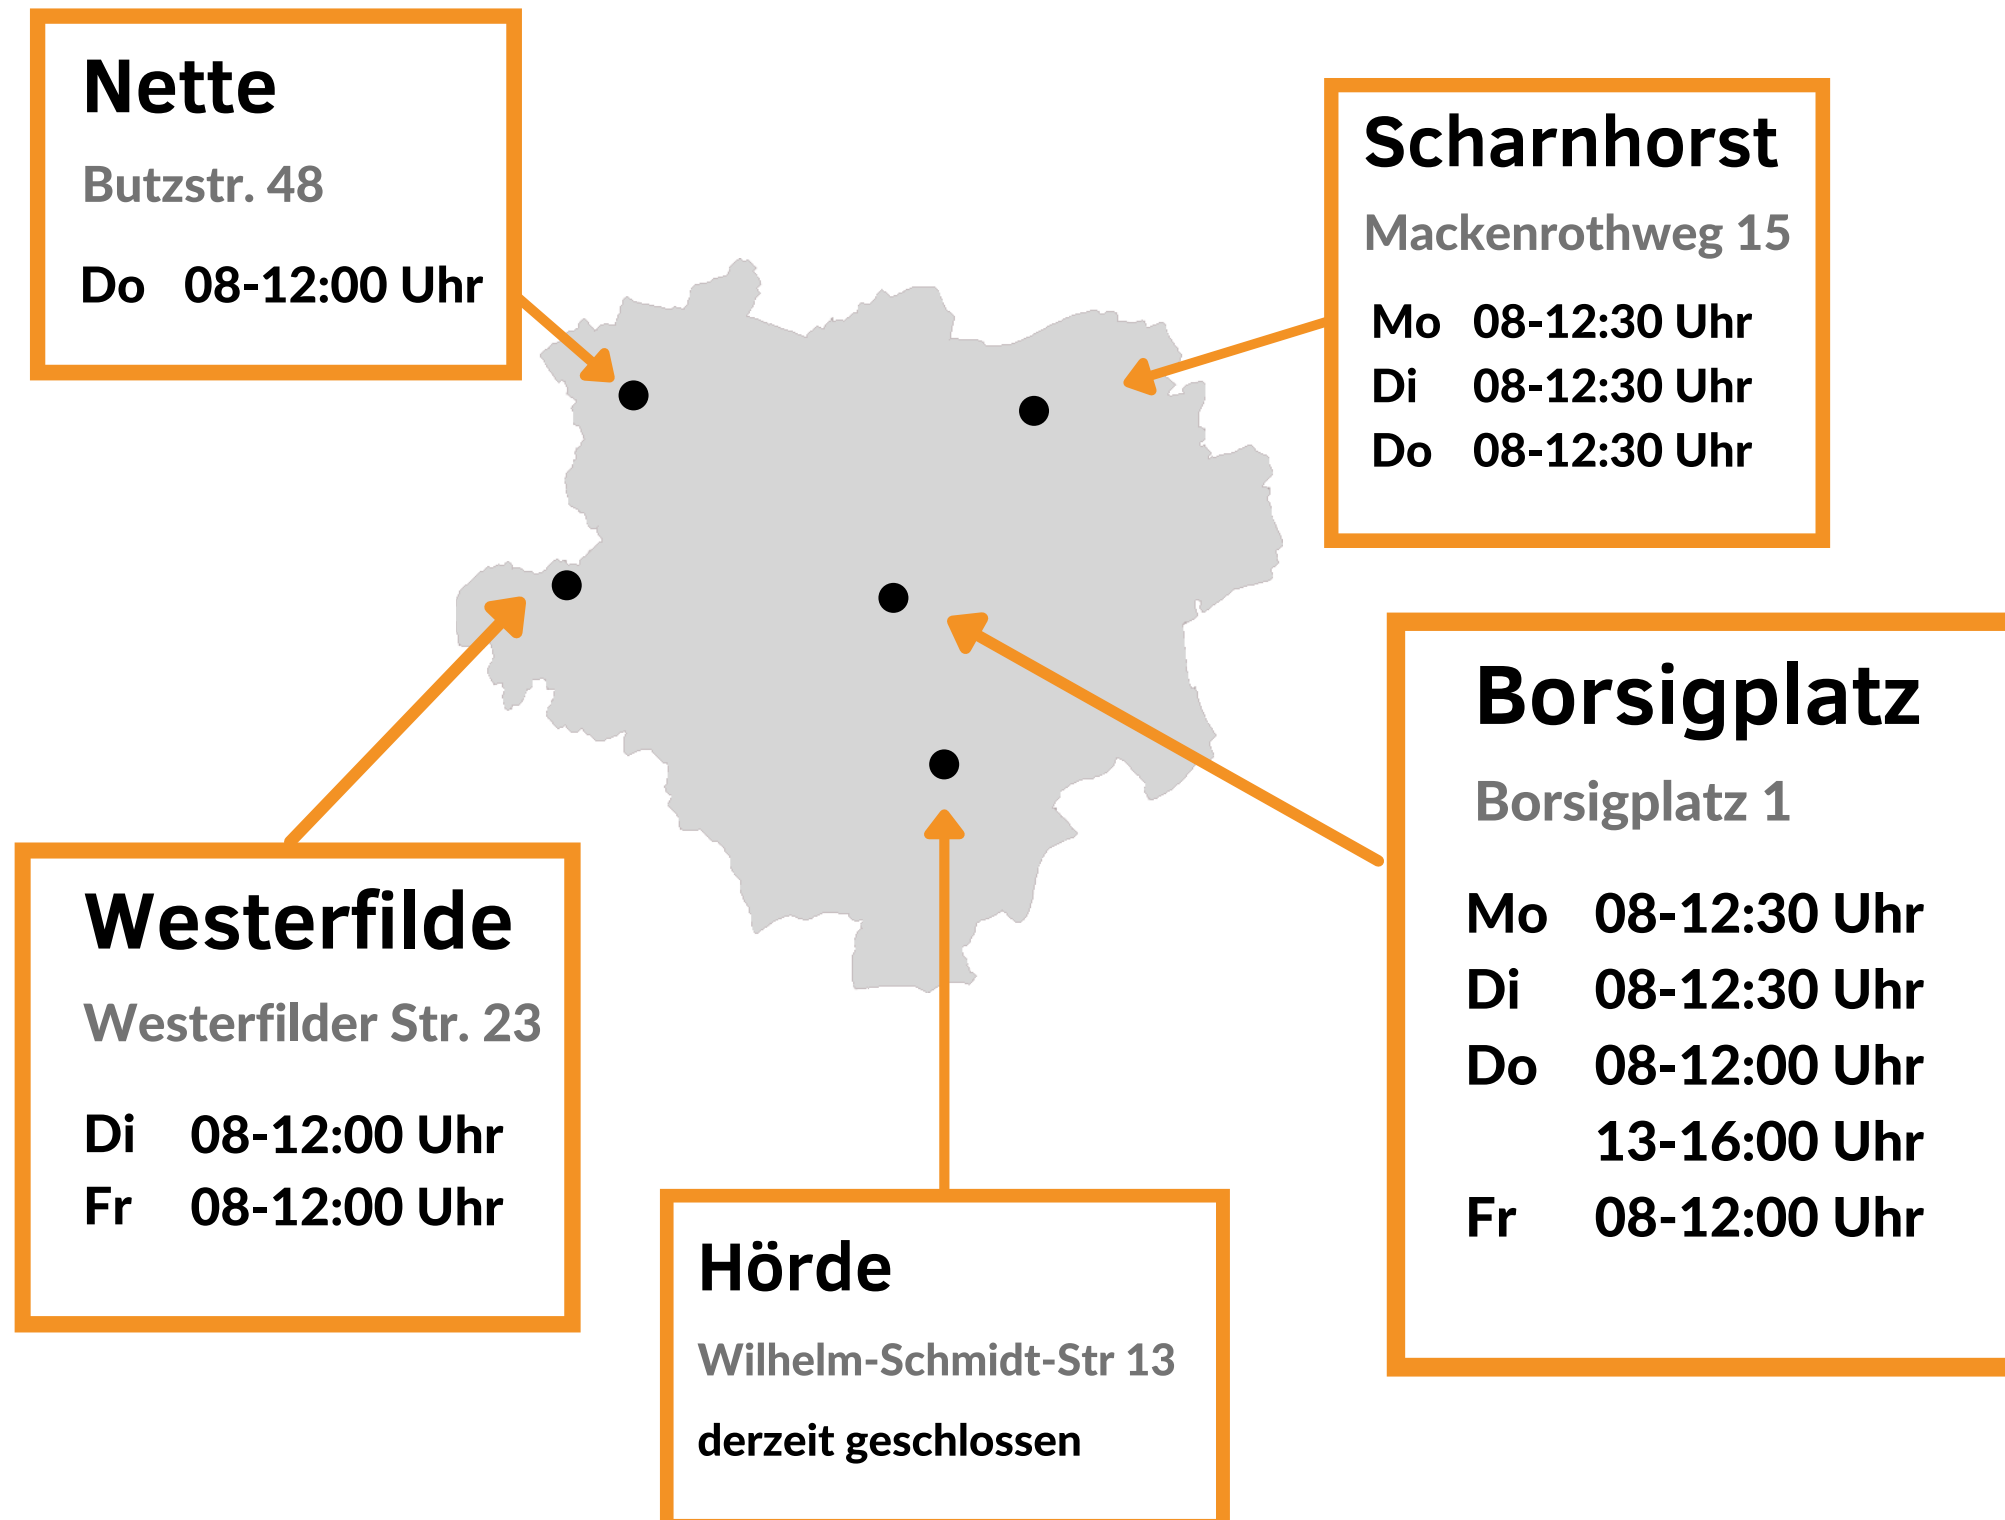 Nette
Butzstr. 48
Do 08-12:00 Uhr
Scharnhorst
Mackenrothweg 15
Mo 08-12:30 Uhr
Di 08-12:30 Uhr
Do 08-12:30 Uhr
Borsigplatz
Borsigplatz 1
Mo 08-12:30 Uhr
Di 08-12:30 Uhr
Do 08-12:00 Uhr
13-16:00 Uhr
Fr 08-12:00 Uhr
Westerfilde
Westerfilder Str. 23
Di 08-12:00 Uhr
Fr 08-12:00 Uhr
Hörde
Wilhelm-Schmidt-Str 13
derzeit geschlossen